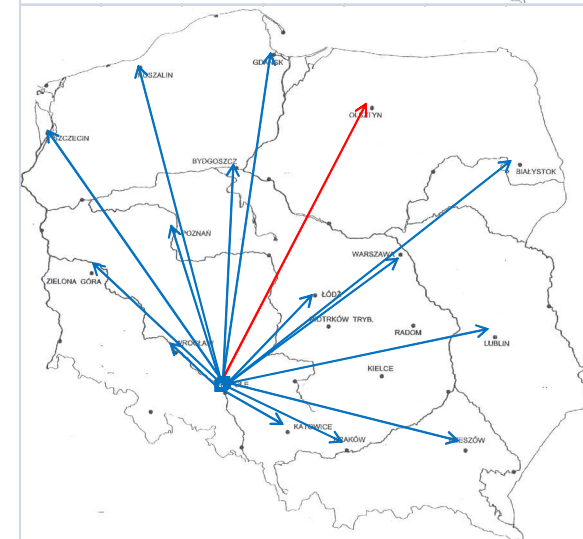 GDAŃSK
KOSZALIN
OLSZTYN
SZCZECIN
BYDGOSZCZ
BIAŁYSTOK
POZNAŃ
WARSZAWA
ZIELONA GÓRA
ŁÓDŹ
PIOTRKÓW TRYB.
RADOM
WROCŁAW
LUBLIN
KIELCE
KATOWICE
KRAKÓW
RZESZÓW